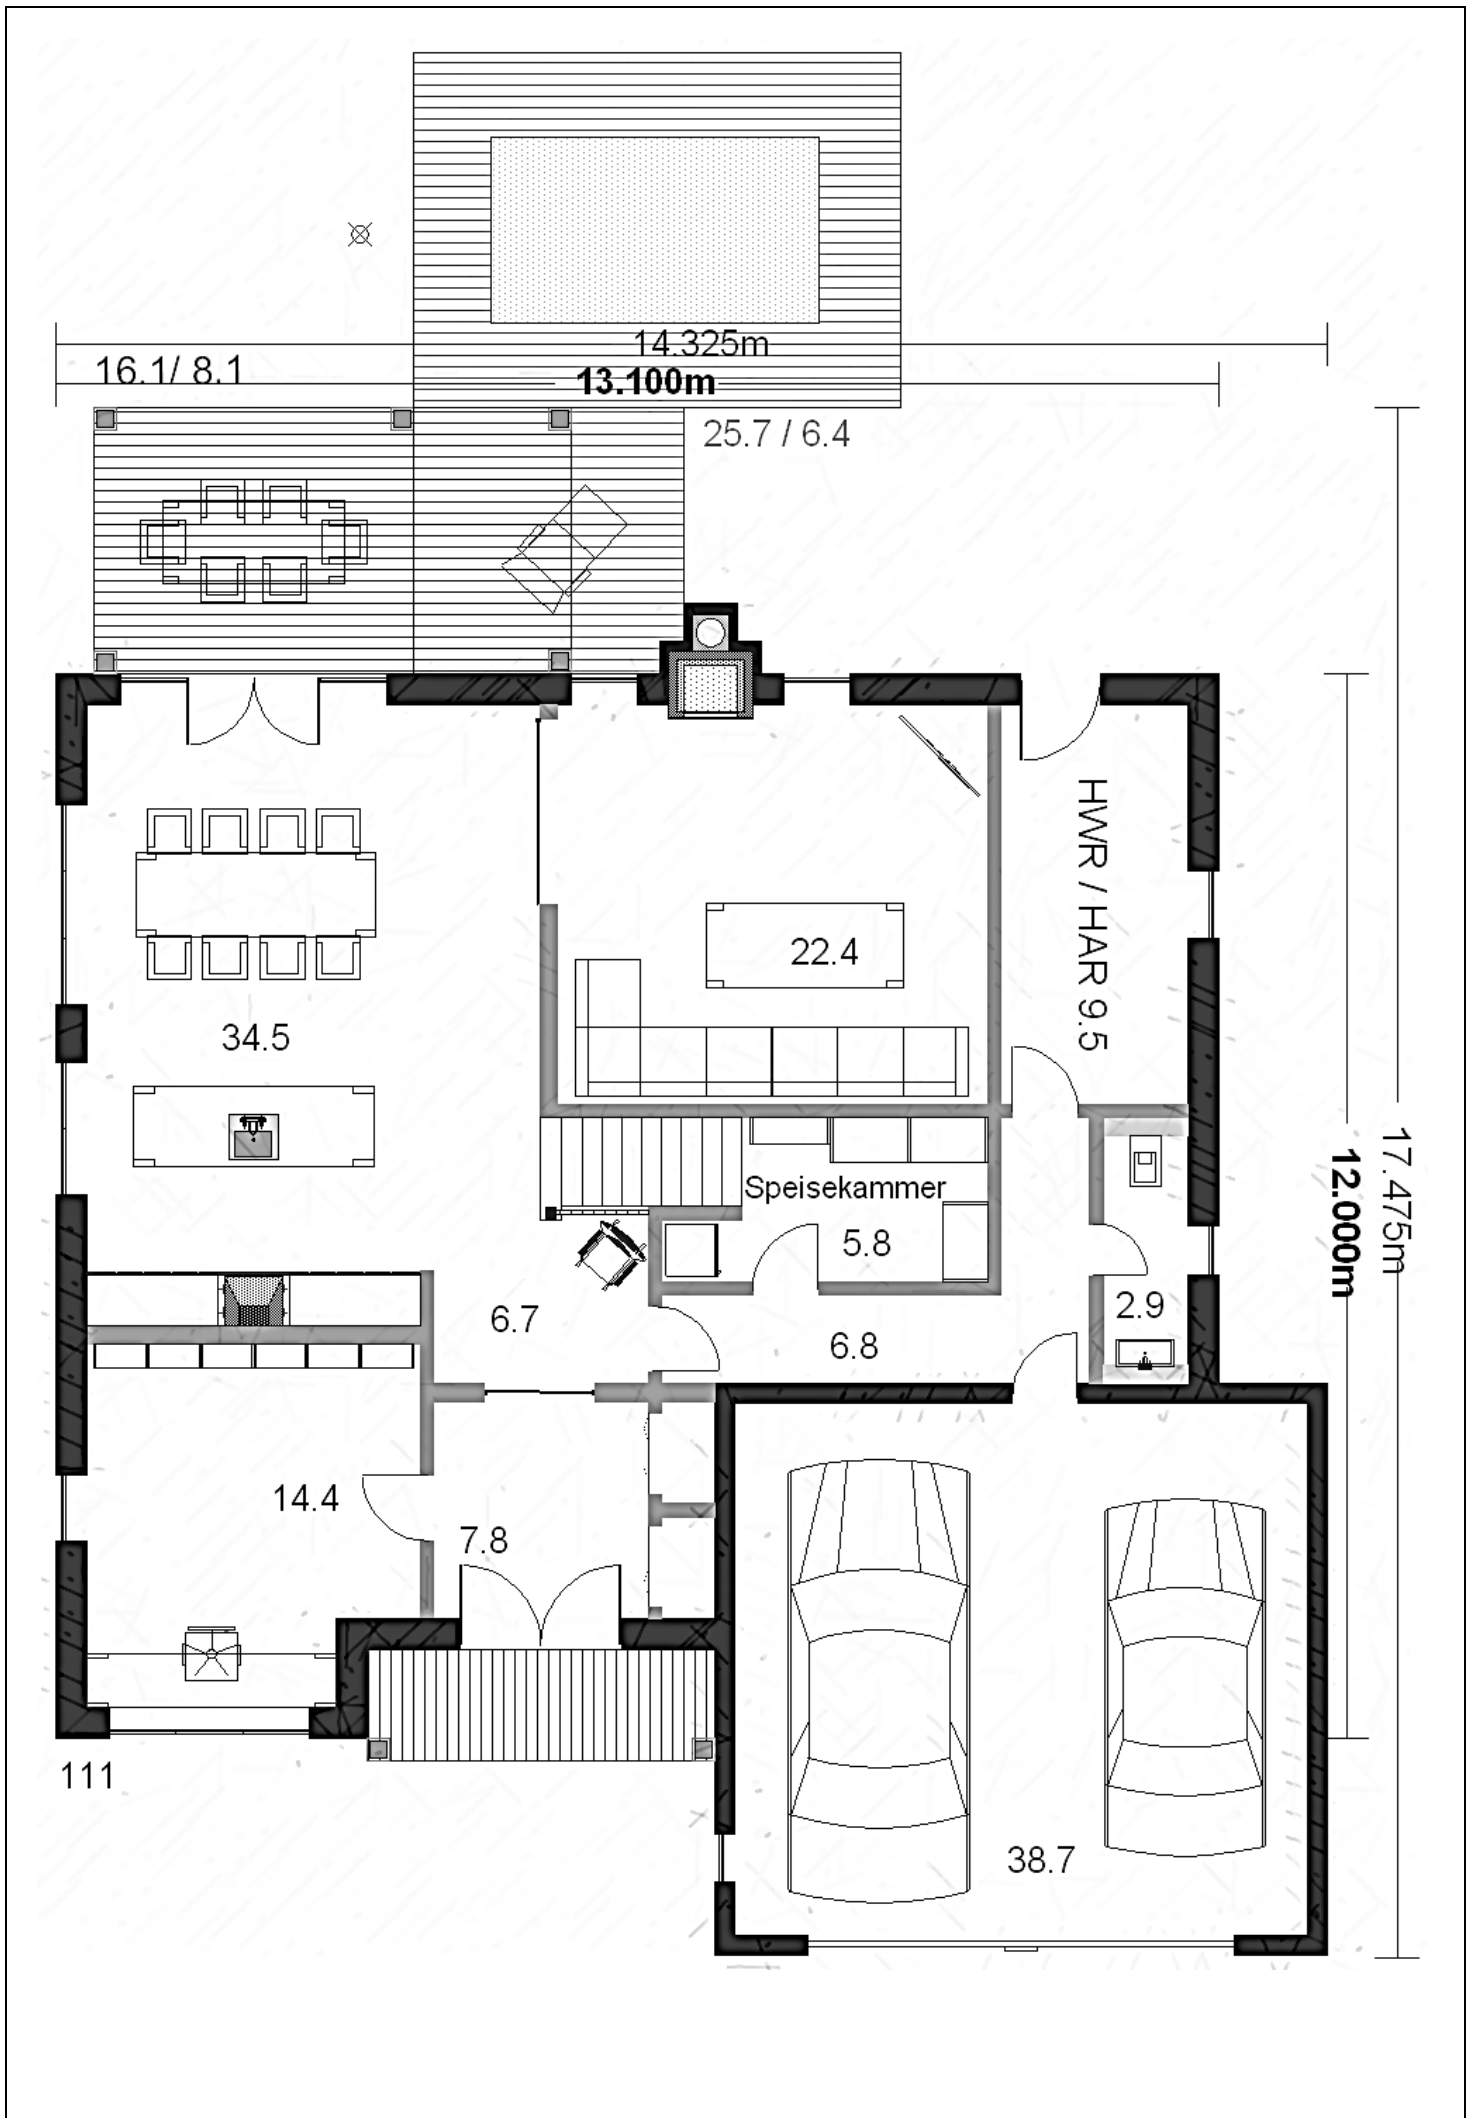 14.325m
16.1/ 8.1
13.100m
25.7 / 6.4
HWR / HAR 9.5
22.4
34.5
Speisekammer
5.8
17.475m
12.000m
2.9
6.7
6.8
14.4
7.8
111
38.7